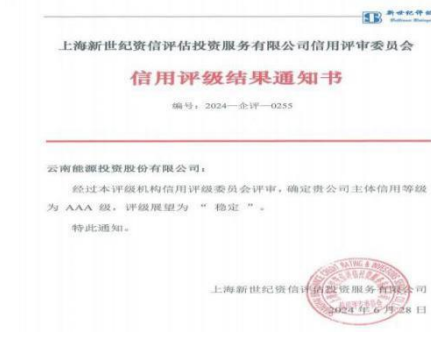 新世纪评级
上海新世纪资信评估投资服务有限公司信用评审委员会
信用评级结果通知书
编号：2024—企评—0255
云南能源投资股份有限公司：
经过本评级机构信用评级委员会评审，确定贵公司主体信用等级
为 AAA 级，评级展望为 “ 稳定 ”。
特此通知。
上海新世纪资信评估投资服务有限公司
2024 年 6 月 28 日